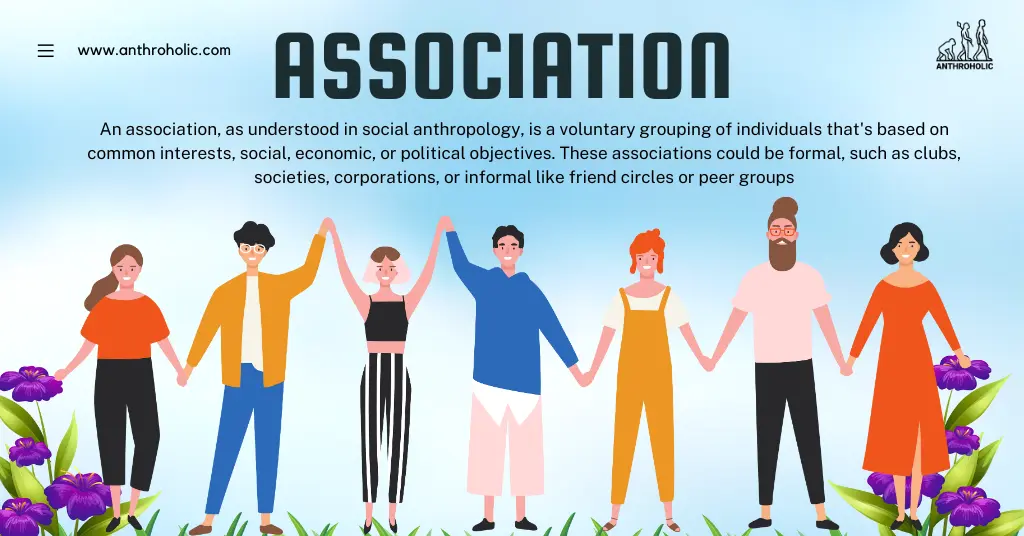 www.anthroholic.com
ASSOCIATION
ANTHROHOLIC
An association, as understood in social anthropology, is a voluntary grouping of individuals that's based on
common interests, social, economic, or political objectives. These associations could be formal, such as clubs,
societies, corporations, or informal like friend circles or peer groups